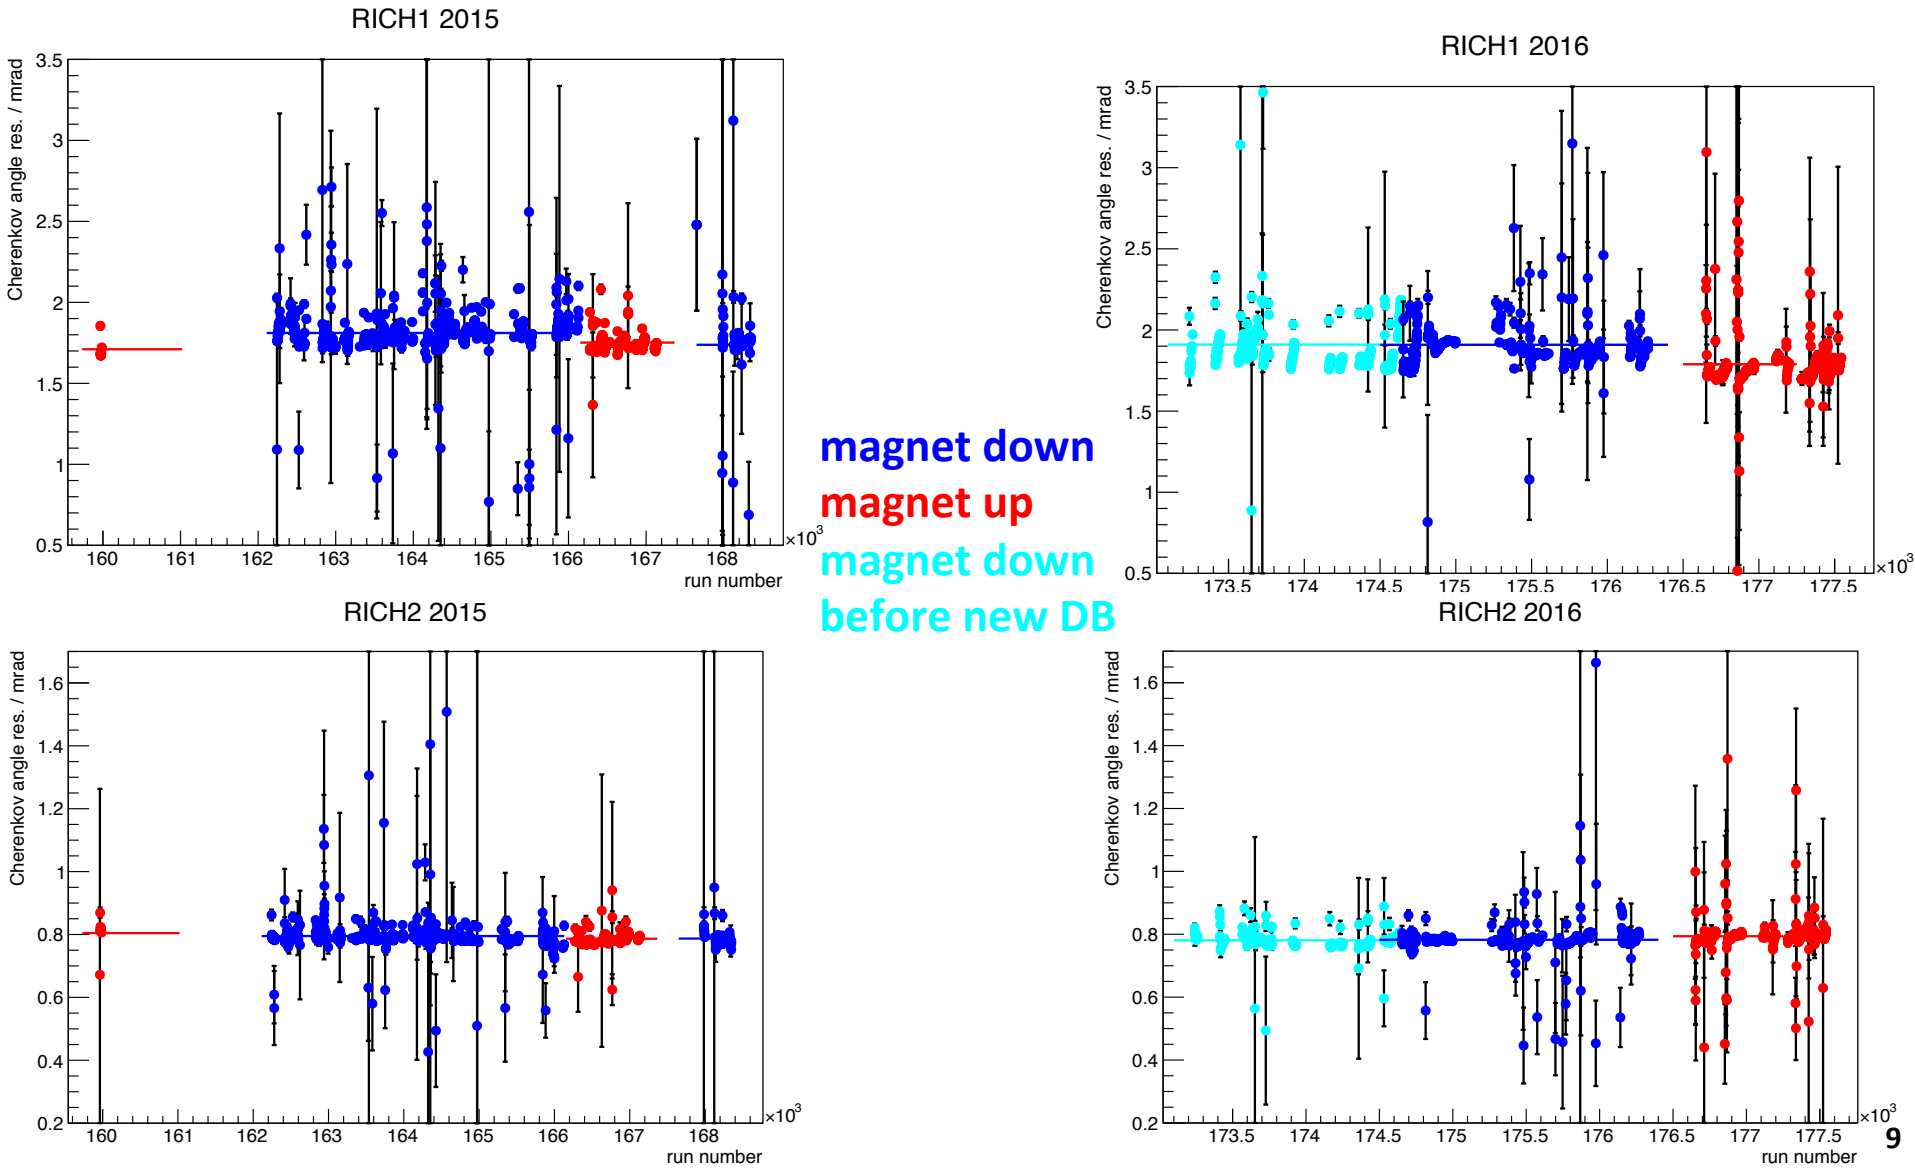 RICH1 2015
Cherenkov angle res. / mrad
3.5
3
2.5
2
1.5
1
0.5
160 161 162 163 164 165 166 167 168
×10³
run number
RICH1 2016
Cherenkov angle res. / mrad
3.5
3
2.5
2
1.5
1
0.5
173.5 174 174.5 175 175.5 176 176.5 177 177.5
×10³
magnet down
magnet up
magnet down
before new DB
RICH2 2015
Cherenkov angle res. / mrad
1.6
1.4
1.2
1
0.8
0.6
0.4
0.2
160 161 162 163 164 165 166 167 168
×10³
run number
RICH2 2016
Cherenkov angle res. / mrad
1.6
1.4
1.2
1
0.8
0.6
0.4
0.2
173.5 174 174.5 175 175.5 176 176.5 177 177.5
×10³
run number
9